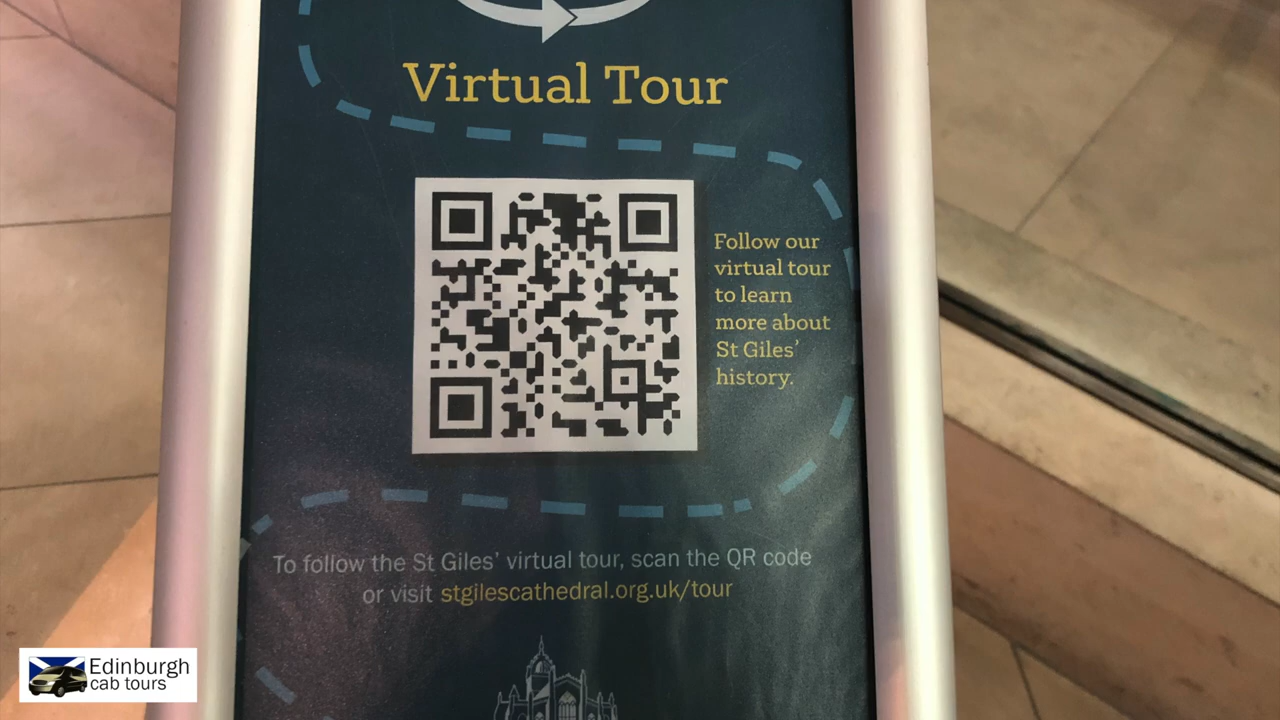 Virtual Tour
Follow our
virtual tour
to learn
more about
St Giles'
history.
To follow the St Giles' virtual tour, scan the QR code
or visit stgilescathedral.org.uk/tour
Edinburgh
cab tours